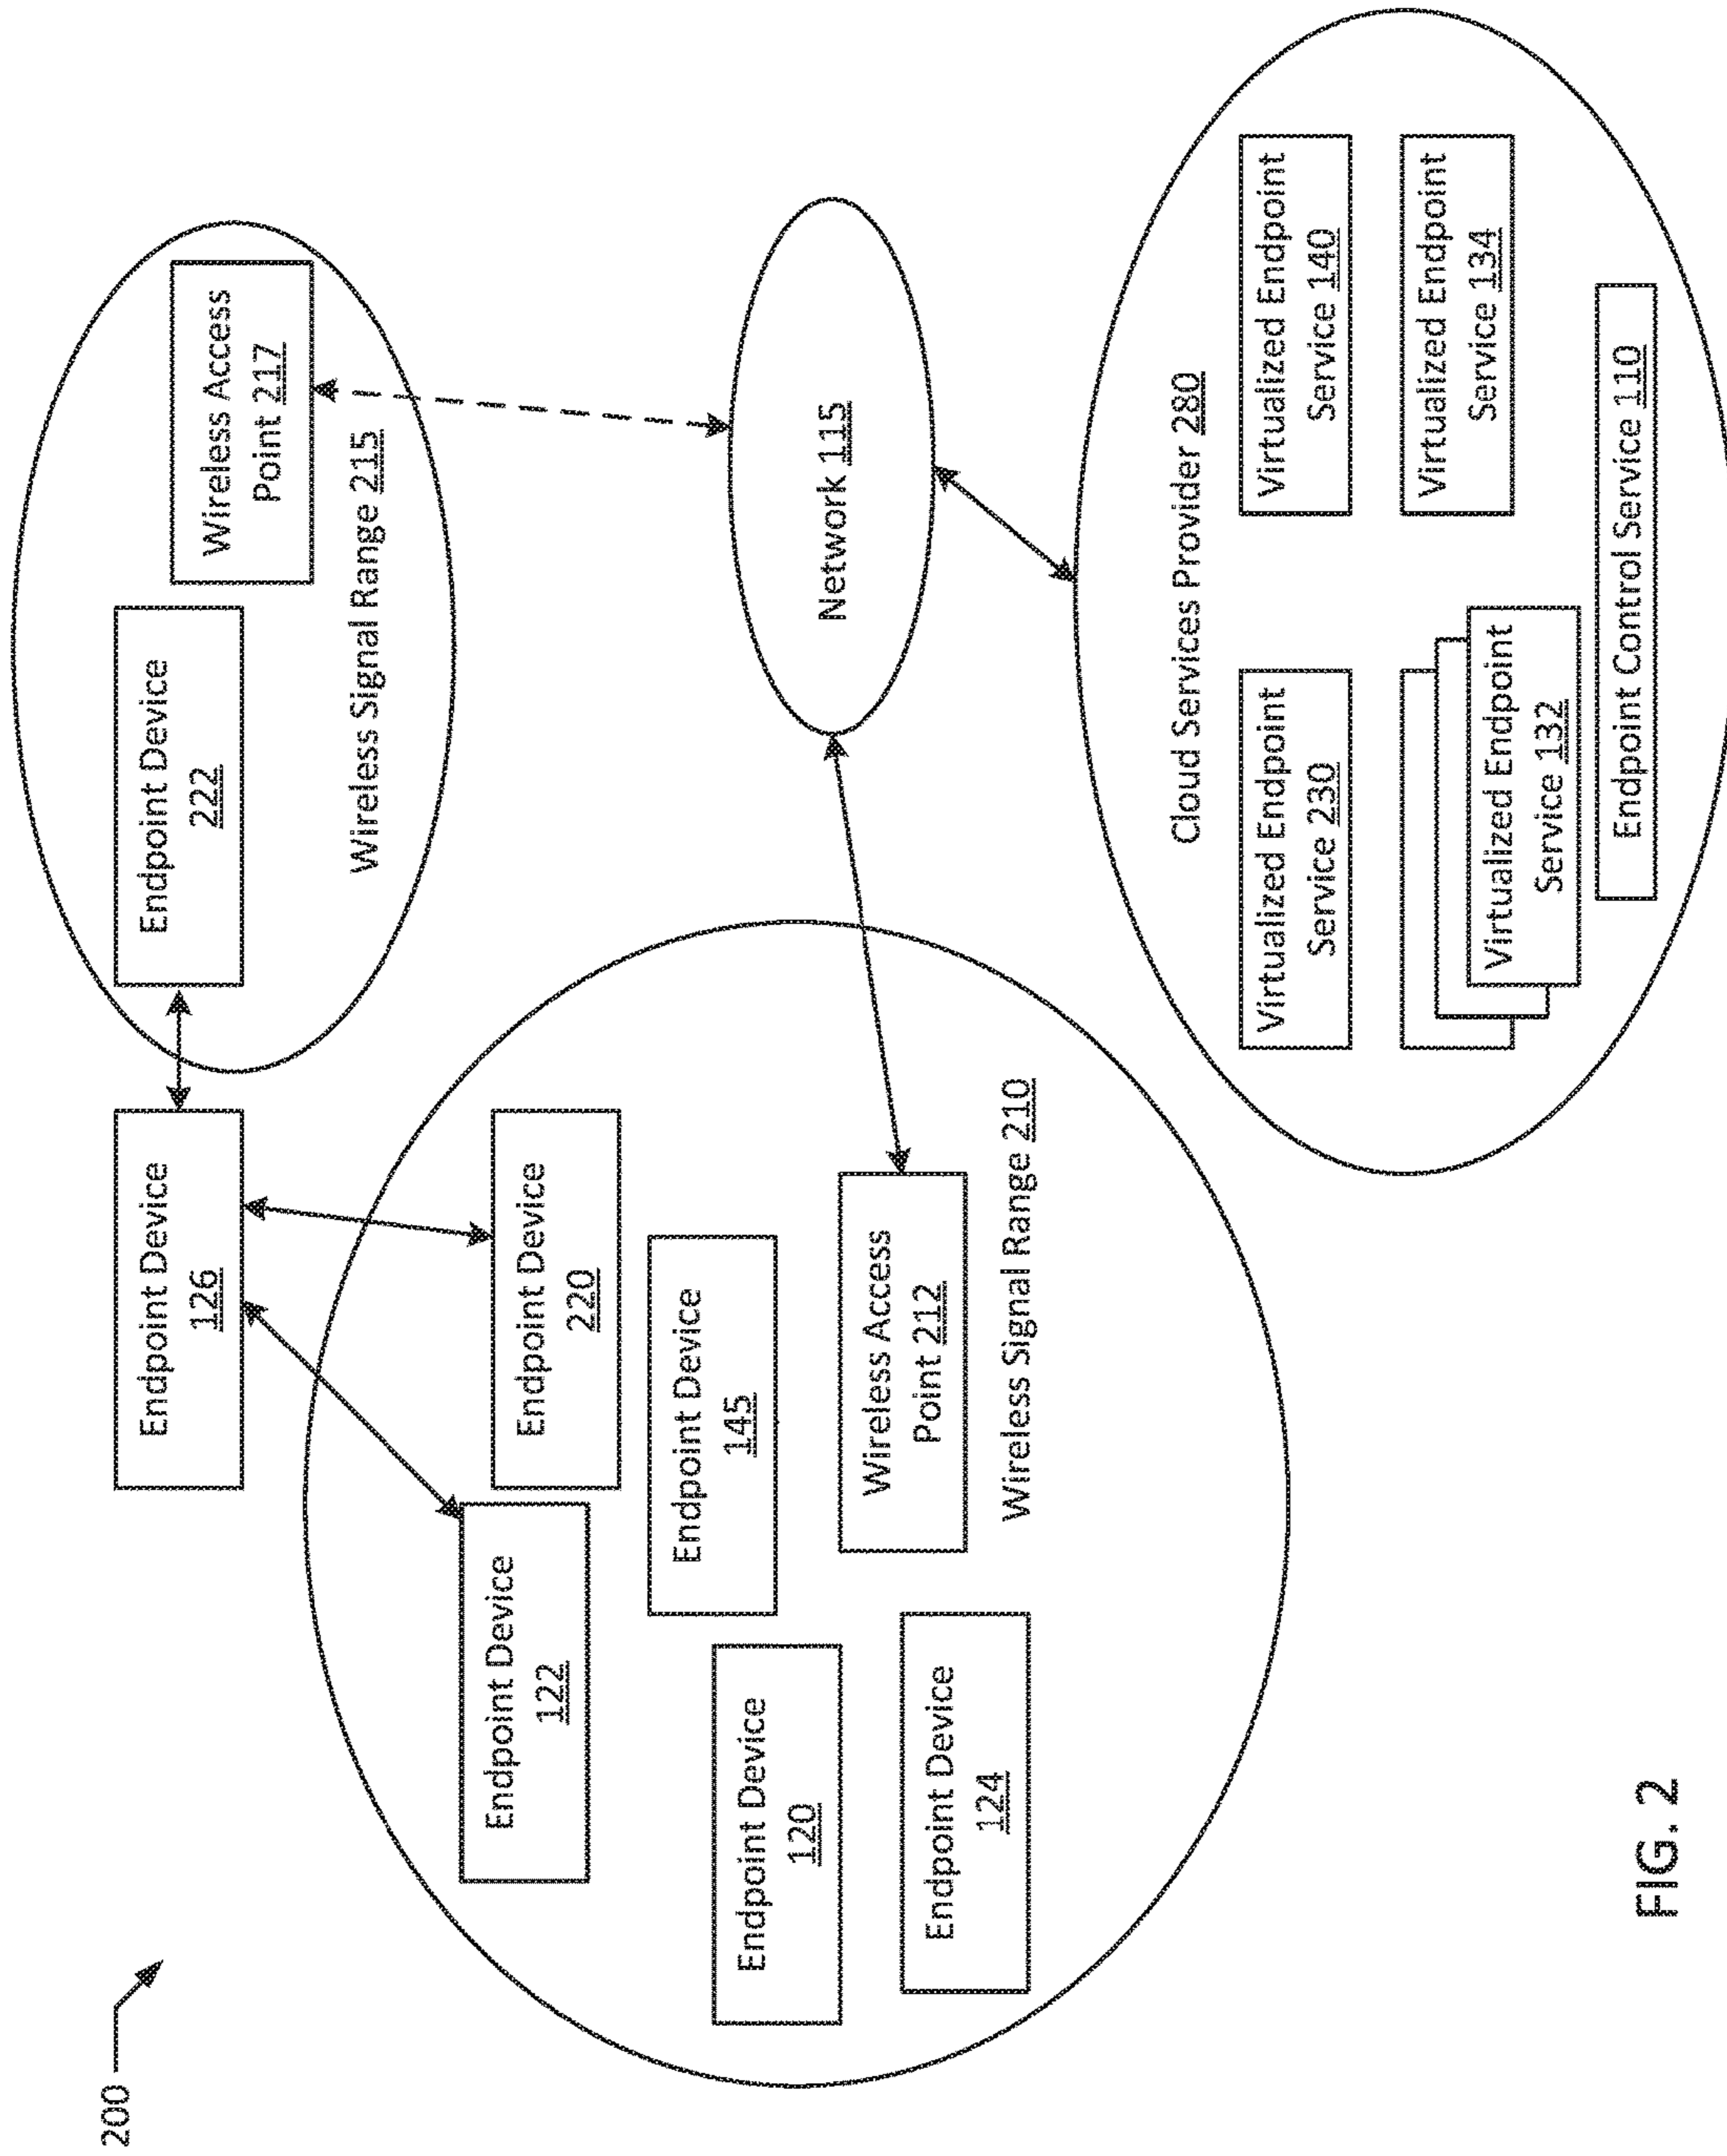 200
Endpoint Device
126
Endpoint Device
222
Wireless Access
Point 217
Wireless Signal Range 215
Endpoint Device
122
Endpoint Device
220
Endpoint Device
145
Endpoint Device
120
Endpoint Device
124
Wireless Access
Point 212
Wireless Signal Range 210
Network 115
Cloud Services Provider 280
Virtualized Endpoint
Service 230
Virtualized Endpoint
Service 140
Virtualized Endpoint
Service 132
Virtualized Endpoint
Service 134
Endpoint Control Service 110
FIG. 2